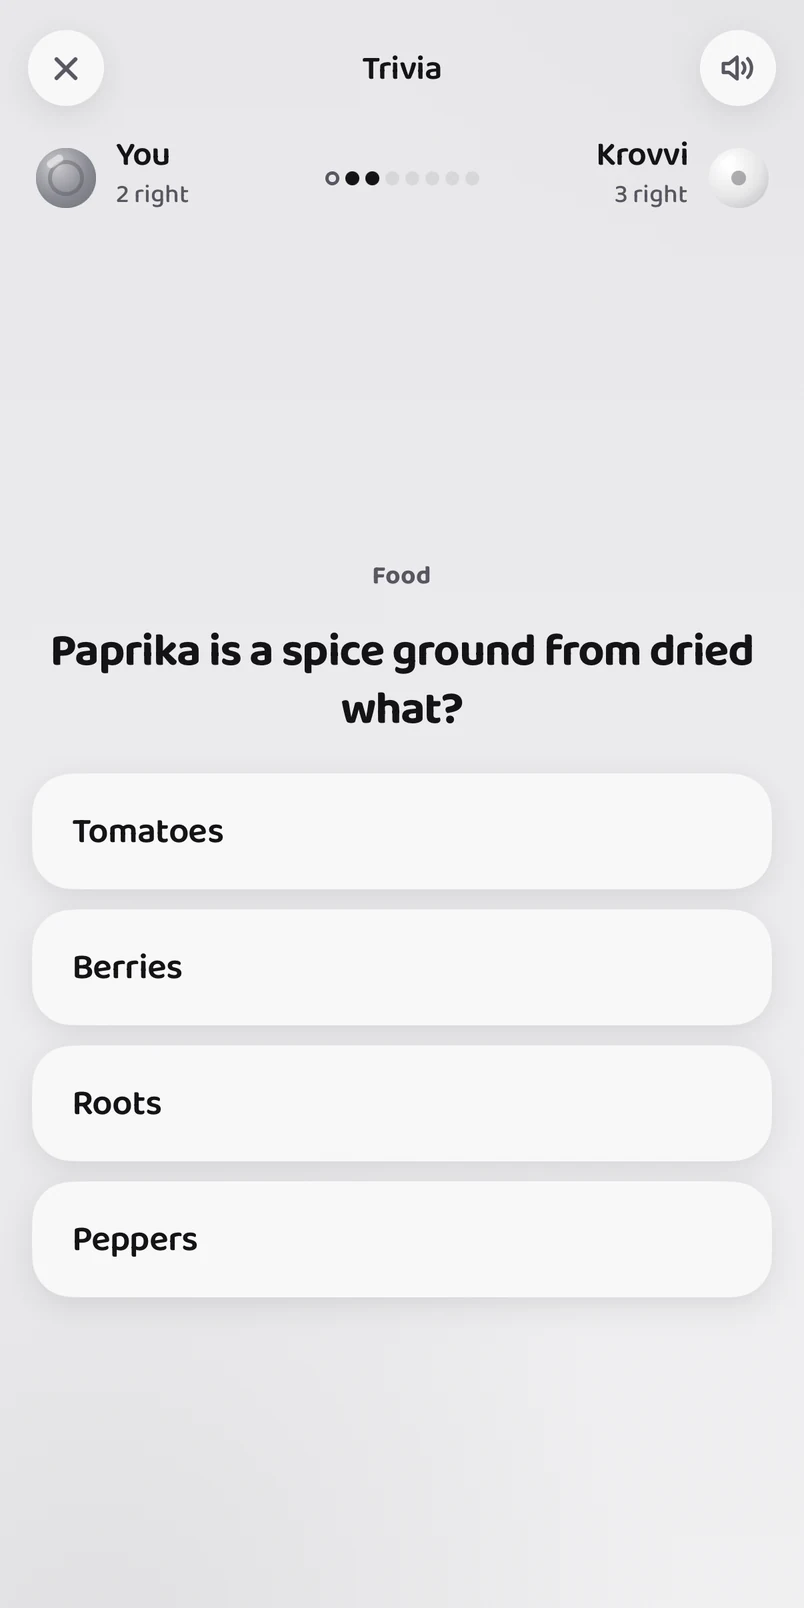 Trivia
You
2 right
Krovvi
3 right
Food
Paprika is a spice ground from dried
what?
Tomatoes
Berries
Roots
Peppers